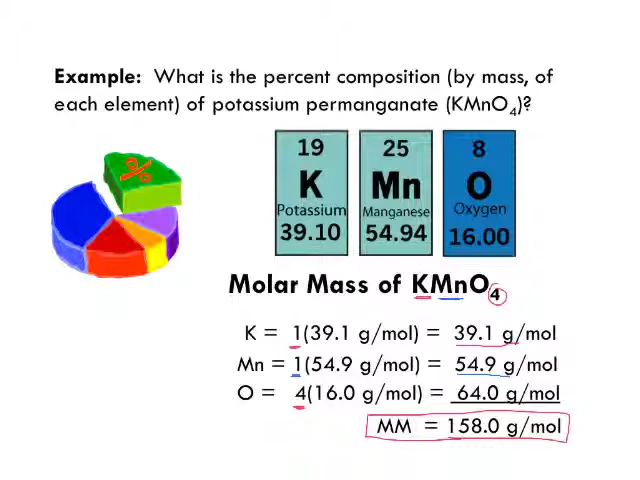 Example: What is the percent composition (by mass, of
each element) of potassium permanganate (KMnO₄)?
%
19
K
Potassium
39.10
25
Mn
Manganese
54.94
8
O
Oxygen
16.00
Molar Mass of KMnO₄
K = 1(39.1 g/mol) = 39.1 g/mol
Mn = 1(54.9 g/mol) = 54.9 g/mol
O = 4(16.0 g/mol) = 64.0 g/mol
MM = 158.0 g/mol